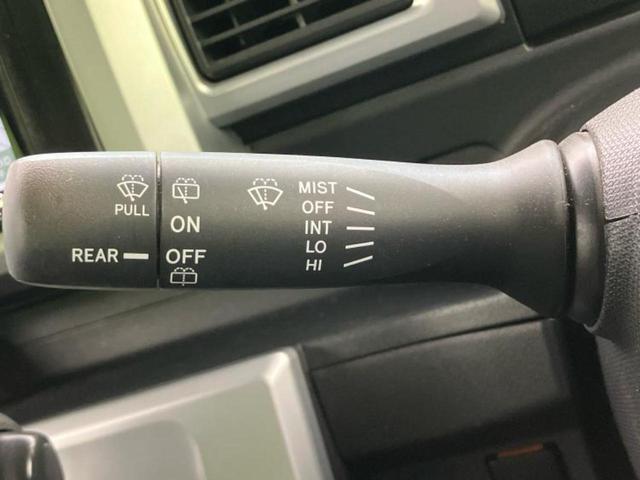 PULL
REAR
ON
OFF
MIST
OFF
INT
LO
HI